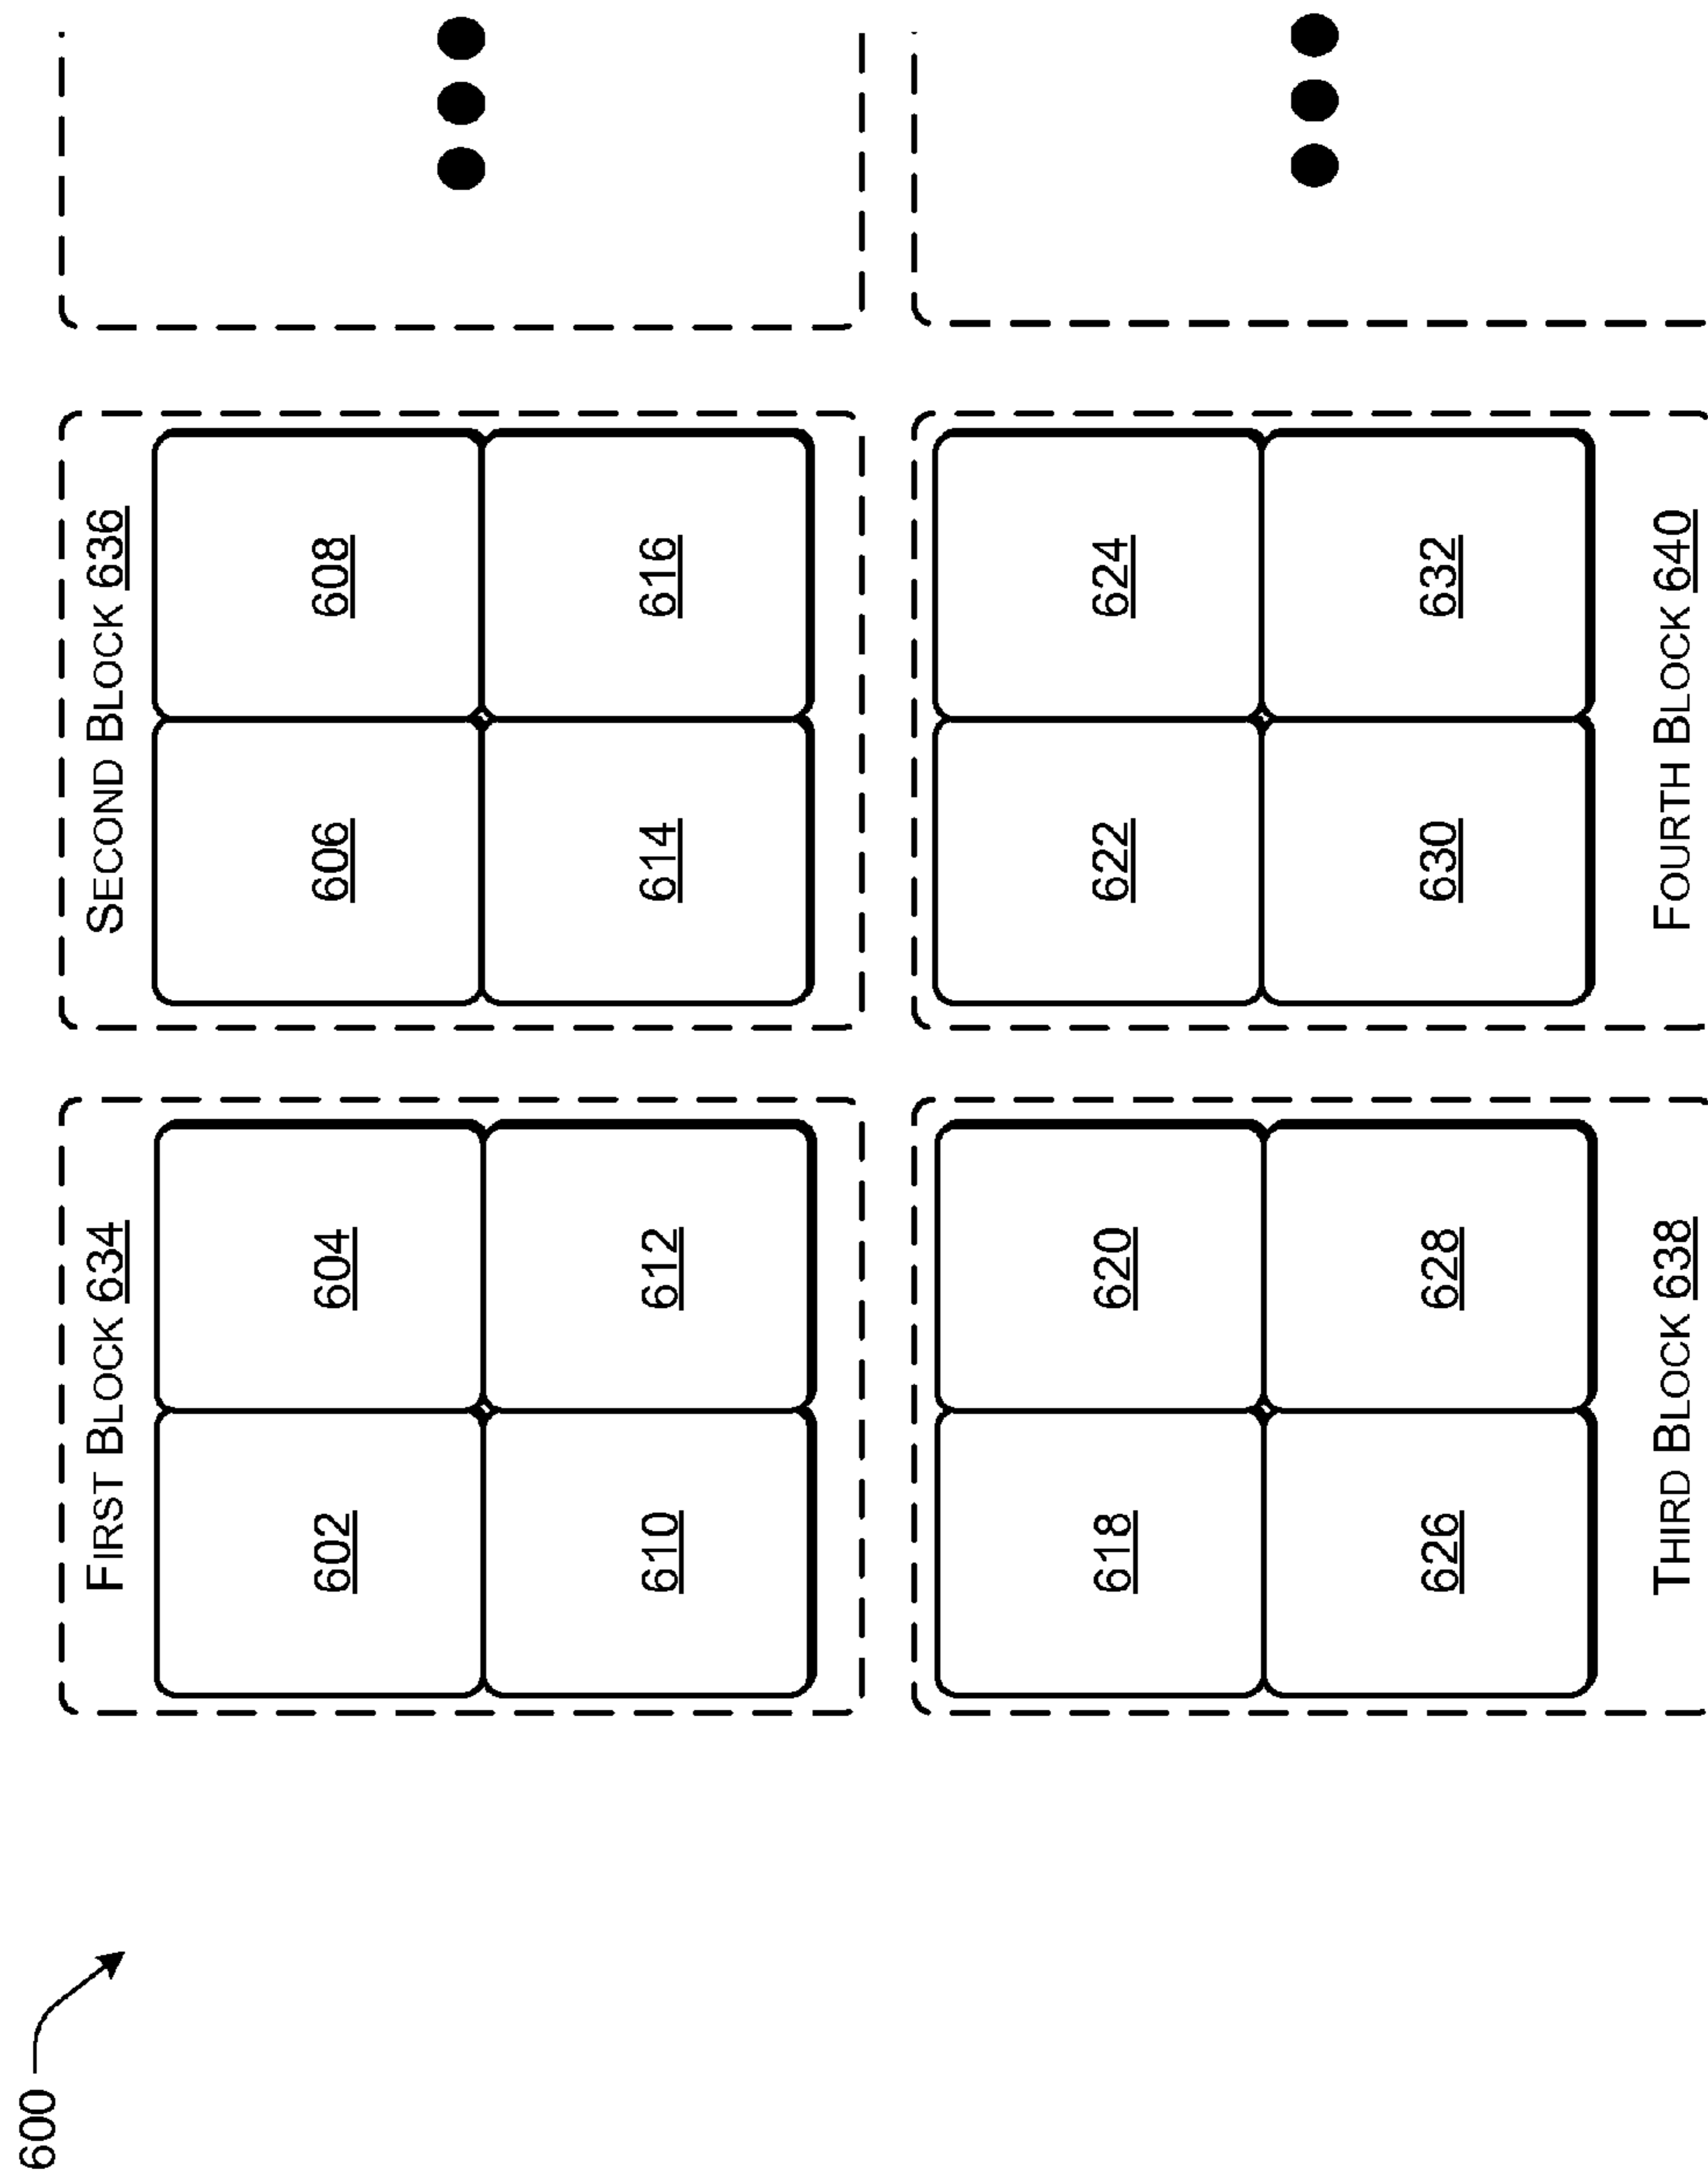 600
FIRST BLOCK 634
SECOND BLOCK 636
602 604 606 608
610 612 614 616
618 620 622 624
626 628 630 632
THIRD BLOCK 638
FOURTH BLOCK 640